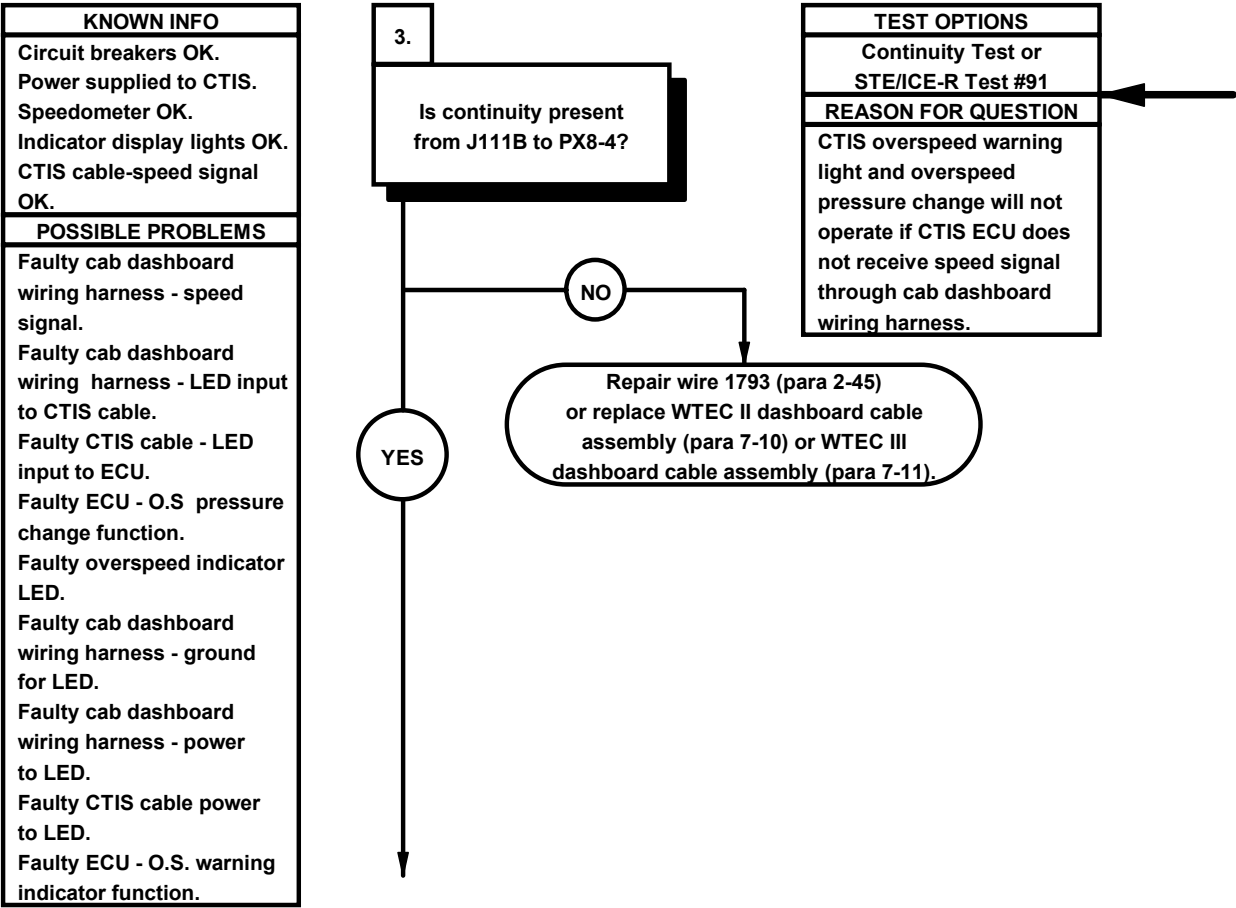 KNOWN INFO
Circuit breakers OK.
Power supplied to CTIS.
Speedometer OK.
Indicator display lights OK.
CTIS cable-speed signal
OK.
POSSIBLE PROBLEMS
Faulty cab dashboard
wiring harness - speed
signal.
Faulty cab dashboard
wiring harness - LED input
to CTIS cable.
Faulty CTIS cable - LED
input to ECU.
Faulty ECU - O.S pressure
change function.
Faulty overspeed indicator
LED.
Faulty cab dashboard
wiring harness - ground
for LED.
Faulty cab dashboard
wiring harness - power
to LED.
Faulty CTIS cable power
to LED.
Faulty ECU - O.S. warning
indicator function.
3.
Is continuity present
from J111B to PX8-4?
NO
YES
Repair wire 1793 (para 2-45)
or replace WTEC II dashboard cable
assembly (para 7-10) or WTEC III
dashboard cable assembly (para 7-11).
TEST OPTIONS
Continuity Test or
STE/ICE-R Test #91
REASON FOR QUESTION
CTIS overspeed warning
light and overspeed
pressure change will not
operate if CTIS ECU does
not receive speed signal
through cab dashboard
wiring harness.